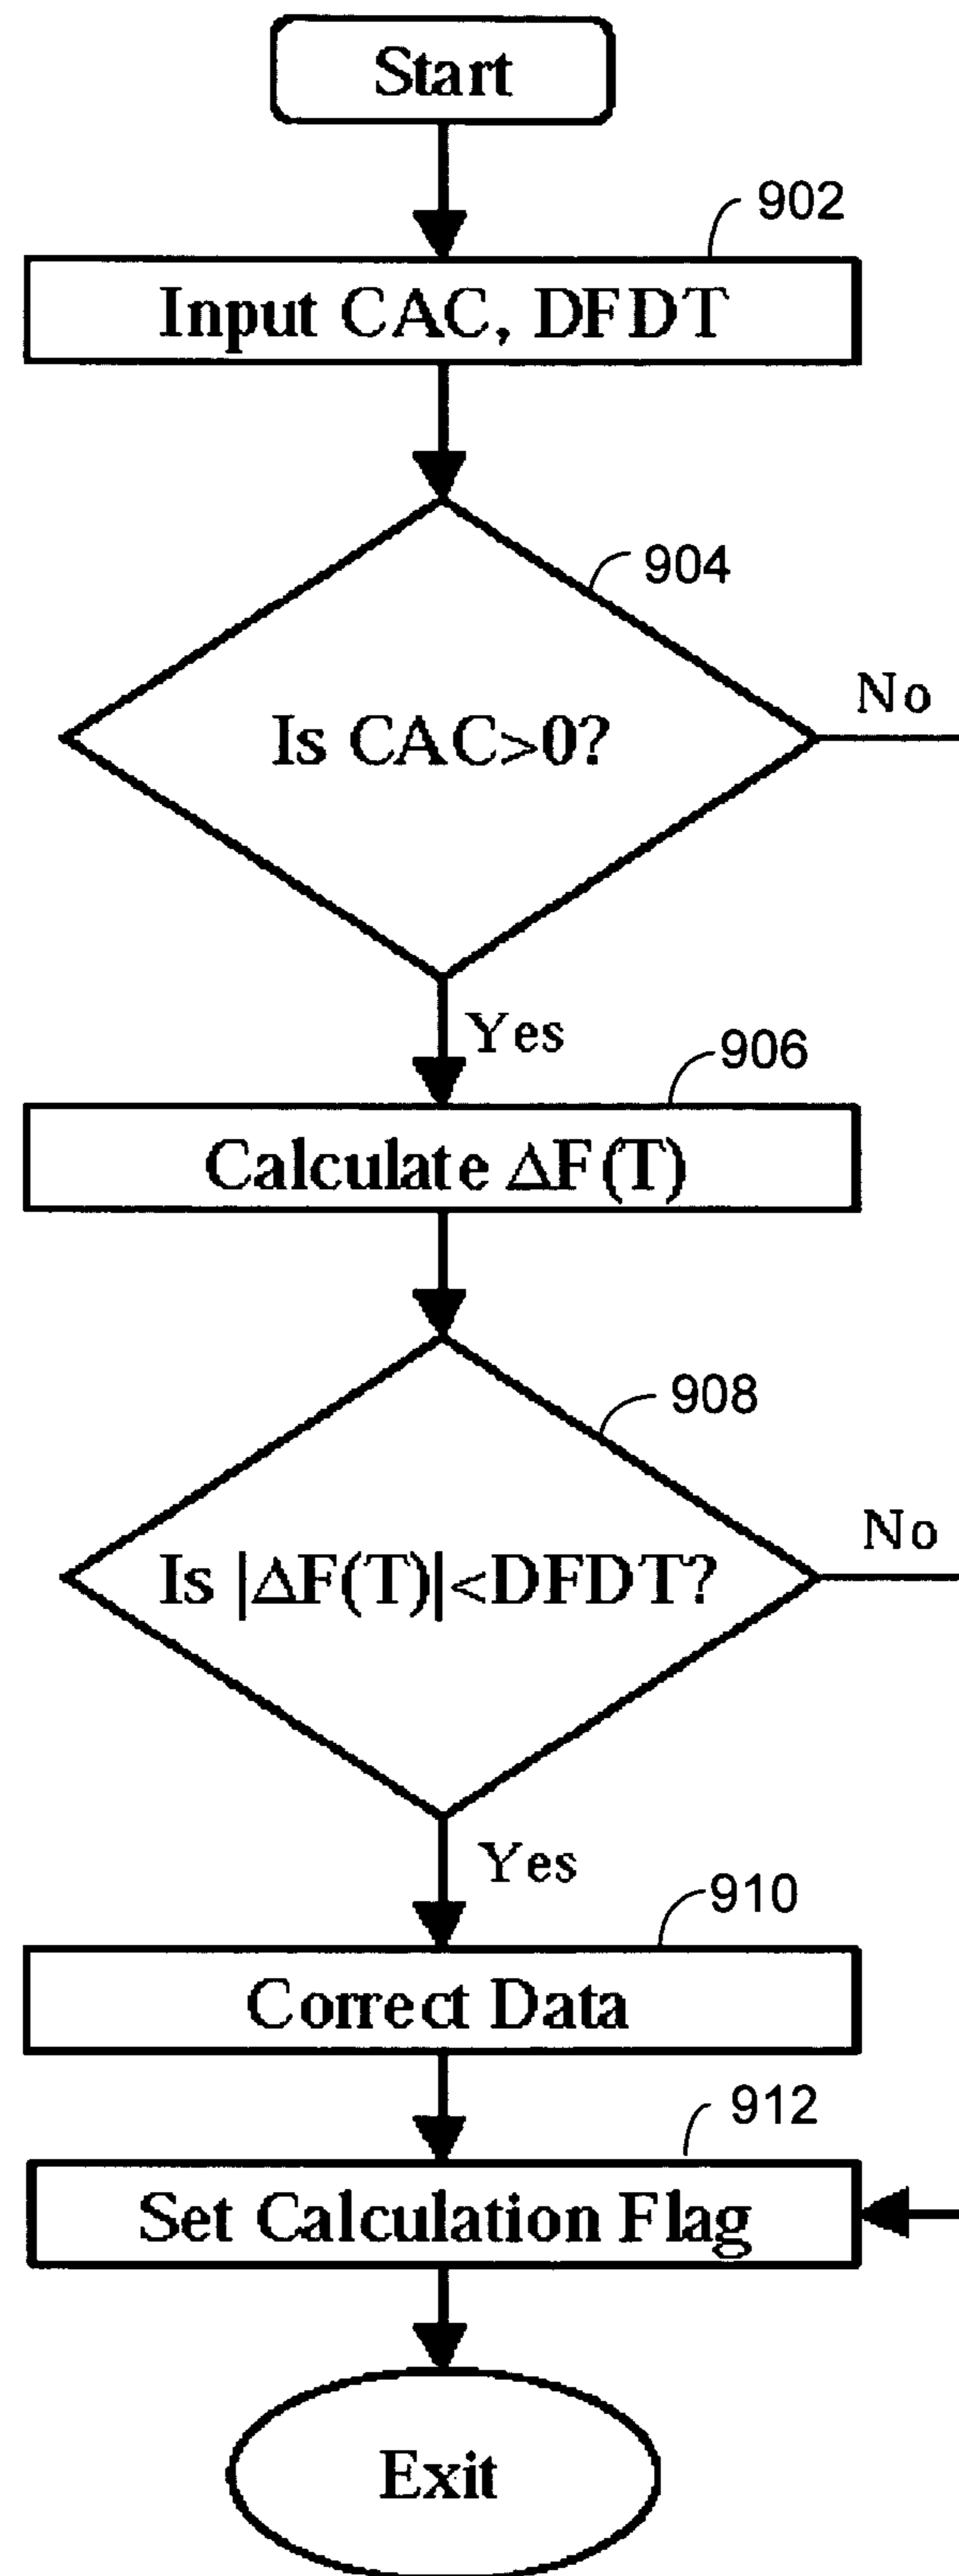 Start
902
Input CAC, DFDT
904
No
Is CAC>0?
Yes
906
Calculate ΔF(T)
908
No
Is |ΔF(T)|<DFDT?
Yes
910
Correct Data
912
Set Calculation Flag
Exit